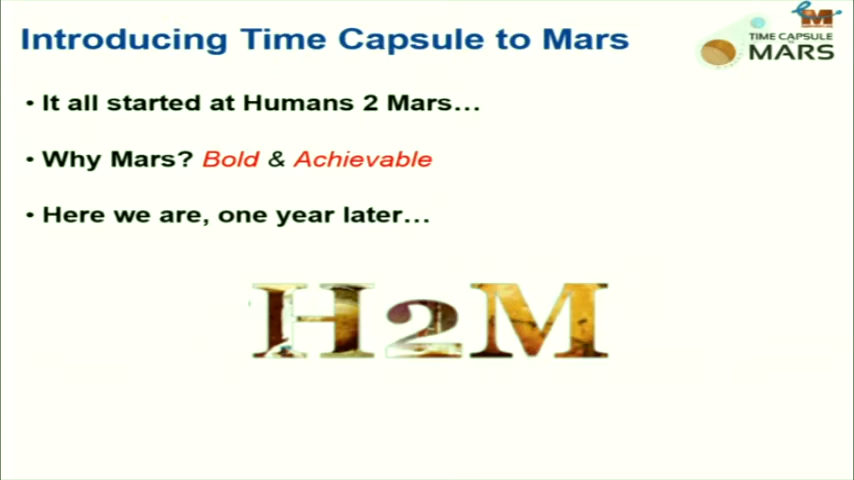 Introducing Time Capsule to Mars
TIME CAPSULE
TO
MARS
• It all started at Humans 2 Mars…
• Why Mars? Bold & Achievable
• Here we are, one year later…
H2M